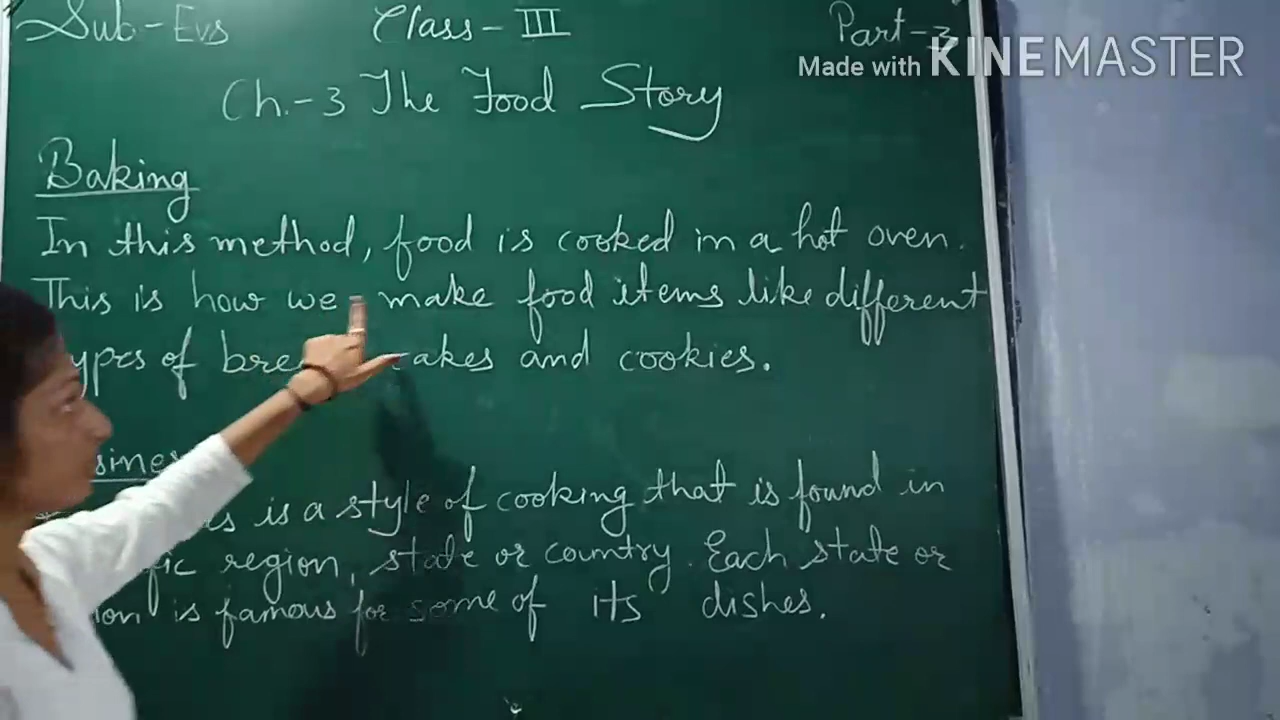 Sub-Evs Class-III Part-3
Made with KINEMASTER
Ch.-3 The Food Story
Baking
In this method, food is cooked in a hot oven.
This is how we make food items like different
types of and cookies.
is a style of cooking that is found in
region, state or country. Each state or
is famous for some of its dishes.